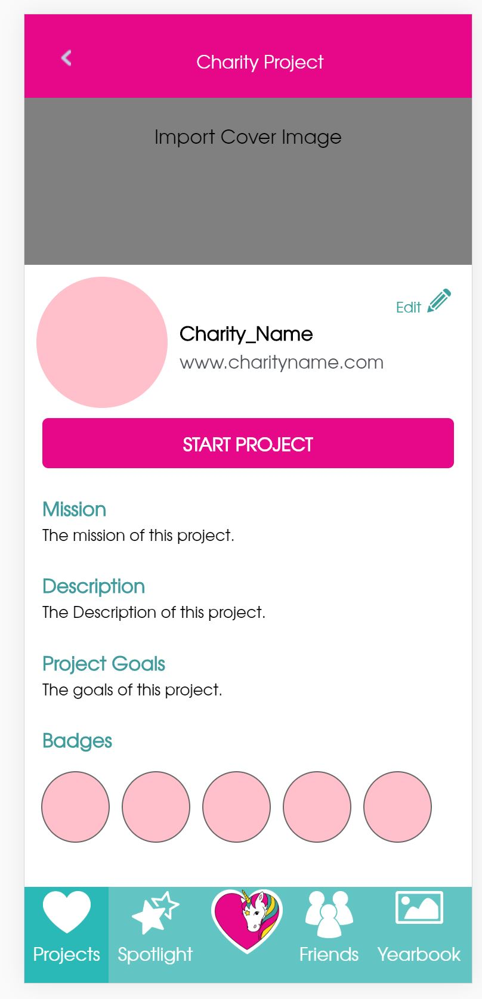 Charity Project
Import Cover Image
Edit
Charity_Name
www.charityname.com
START PROJECT
Mission
The mission of this project.
Description
The Description of this project.
Project Goals
The goals of this project.
Badges
Projects
Spotlight
Friends
Yearbook